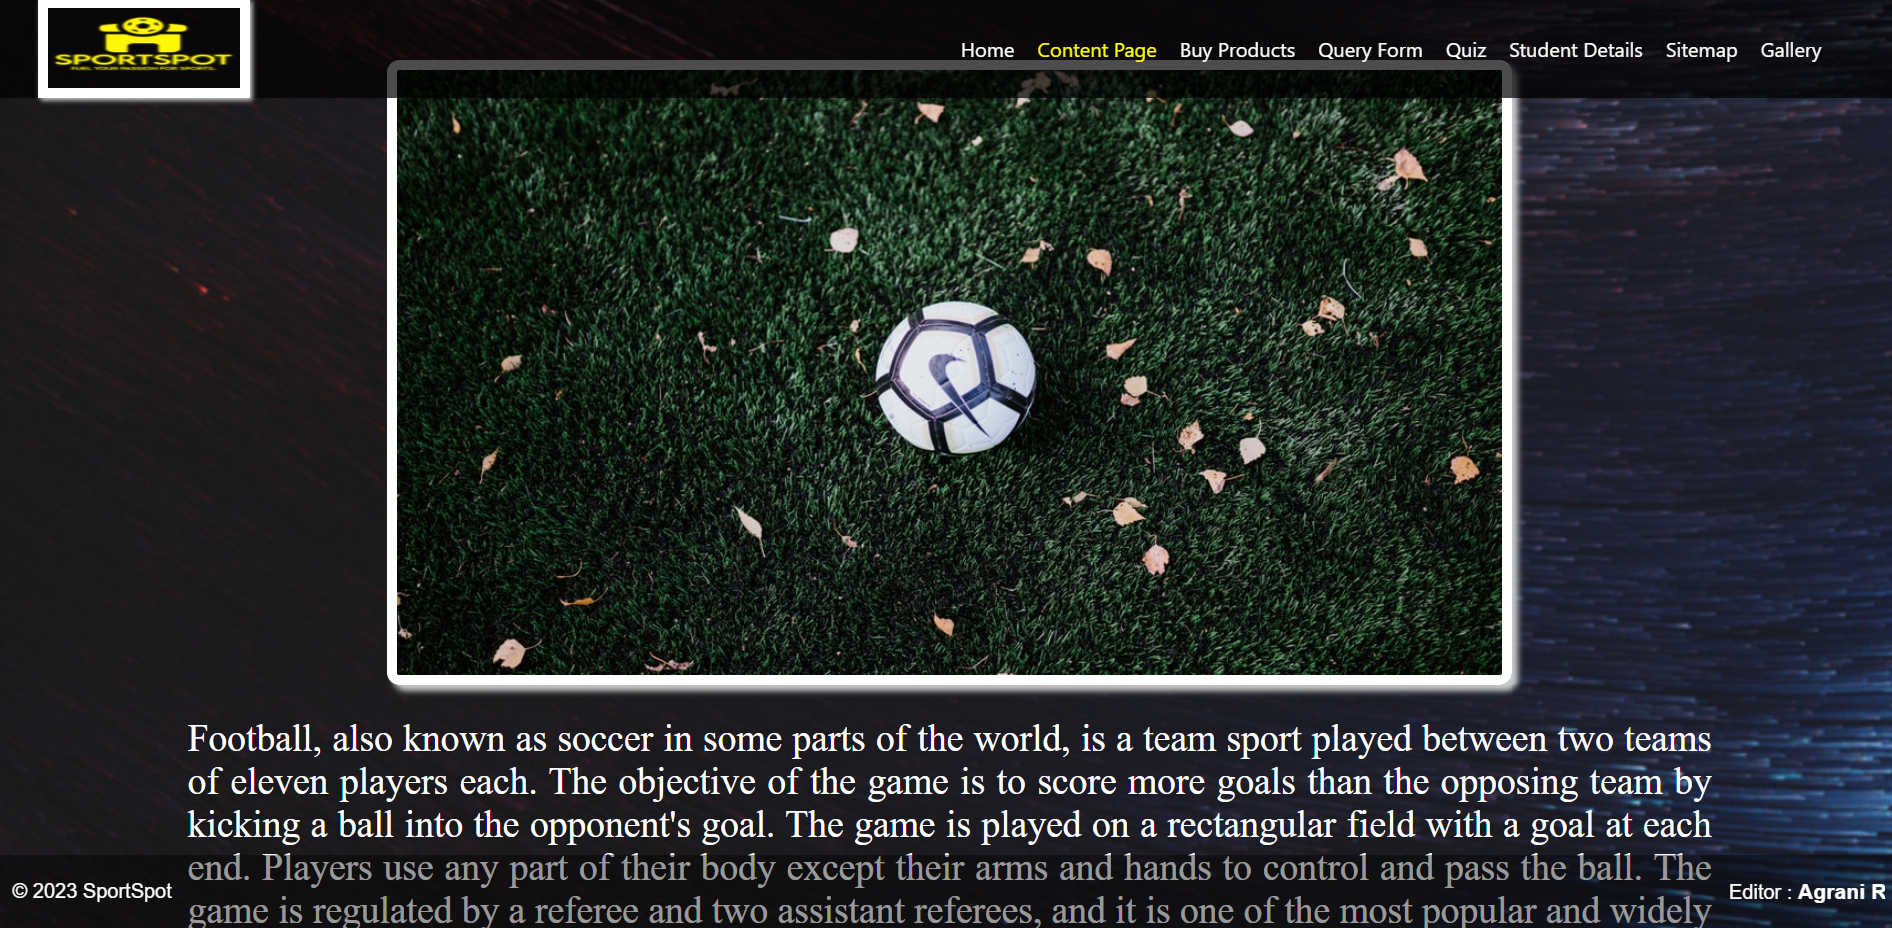 SPORTSPOT
FUEL YOUR PASSION FOR SPORTS.
Home Content Page Buy Products Query Form Quiz Student Details Sitemap Gallery
Football, also known as soccer in some parts of the world, is a team sport played between two teams
of eleven players each. The objective of the game is to score more goals than the opposing team by
kicking a ball into the opponent's goal. The game is played on a rectangular field with a goal at each
end. Players use any part of their body except their arms and hands to control and pass the ball. The
game is regulated by a referee and two assistant referees, and it is one of the most popular and widely
© 2023 SportSpot
Editor : Agrani R